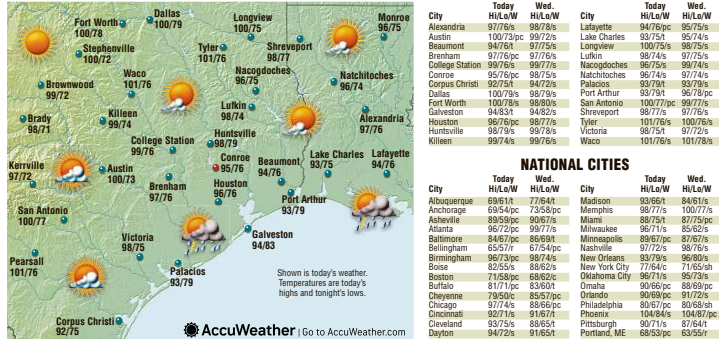 Fort Worth
100/78
Dallas
100/79
Longview
100/75
Monroe
96/75
Stephenville
100/72
Tyler
101/76
Shreveport
98/77
Brownwood
99/72
Waco
101/76
Nacogdoches
96/75
Natchitoches
96/74
Brady
98/71
Killeen
99/74
Lufkin
98/74
Alexandria
97/76
College Station
99/76
Huntsville
98/79
Kerrville
97/72
Austin
100/73
Conroe
95/76
Beaumont
94/76
Lake Charles
93/75
Lafayette
94/76
Brenham
97/76
Houston
96/76
Port Arthur
93/79
San Antonio
100/77
Galveston
94/83
Victoria
98/75
Pearsall
101/76
Palacios
93/79
Shown is today's weather.
Temperatures are today's
highs and tonight's lows.
Corpus Christi
92/75
AccuWeather | Go to AccuWeather.com
Today Wed.
City Hi/Lo/W Hi/Lo/W
Alexandria 97/76/s 98/78/s
Austin 100/73/pc 99/72/s
Beaumont 94/76/t 98/75/s
Brenham 97/76/pc 97/76/s
College Station 99/76/s 99/77/s
Conroe 95/76/pc 98/75/s
Corpus Christi 92/75/t 94/72/s
Dallas 100/79/s 98/79/s
Fort Worth 100/78/s 98/80/s
Galveston 94/83/t 94/82/s
Houston 96/76/pc 98/77/s
Huntsville 98/79/s 99/78/s
Killeen 99/74/s 99/76/s
Today Wed.
City Hi/Lo/W Hi/Lo/W
Lafayette 94/76/pc 95/75/s
Lake Charles 93/75/t 95/74/s
Longview 100/75/s 98/75/s
Lufkin 98/74/s 97/75/s
Nacogdoches 96/75/s 99/74/s
Natchitoches 96/74/s 97/74/s
Palacios 93/79/t 93/79/s
Port Arthur 93/79/t 96/78/pc
San Antonio 100/77/pc 99/77/s
Shreveport 98/77/s 97/76/s
Tyler 101/76/s 100/76/s
Victoria 98/75/t 97/72/s
Waco 101/76/s 101/78/s
NATIONAL CITIES
Today Wed.
City Hi/Lo/W Hi/Lo/W
Albuquerque 69/61/t 77/64/t
Anchorage 69/54/pc 73/58/pc
Asheville 89/59/pc 90/67/s
Atlanta 96/72/pc 99/77/s
Baltimore 84/67/pc 86/69/t
Bellingham 65/57/r 67/54/pc
Birmingham 96/73/pc 98/74/s
Boise 82/55/s 88/62/s
Boston 71/58/pc 68/62/c
Buffalo 81/71/pc 83/60/t
Cheyenne 79/50/c 85/57/pc
Chicago 97/74/s 88/66/pc
Cincinnati 92/71/s 91/67/t
Cleveland 93/75/s 88/65/t
Dayton 94/72/s 91/65/t
Today Wed.
City Hi/Lo/W Hi/Lo/W
Madison 93/66/t 84/61/s
Memphis 98/77/s 100/77/s
Miami 88/75/t 87/75/pc
Milwaukee 96/71/s 85/62/s
Minneapolis 89/67/pc 87/67/s
Nashville 97/72/s 98/76/s
New Orleans 93/79/s 96/80/s
New York City 77/64/c 71/65/sh
Oklahoma City 96/71/s 95/73/s
Omaha 90/66/pc 88/69/pc
Orlando 90/69/pc 91/72/s
Philadelphia 80/67/pc 80/68/sh
Phoenix 104/84/s 104/87/pc
Pittsburgh 90/71/s 87/64/t
Portland, ME 68/53/pc 63/55/r